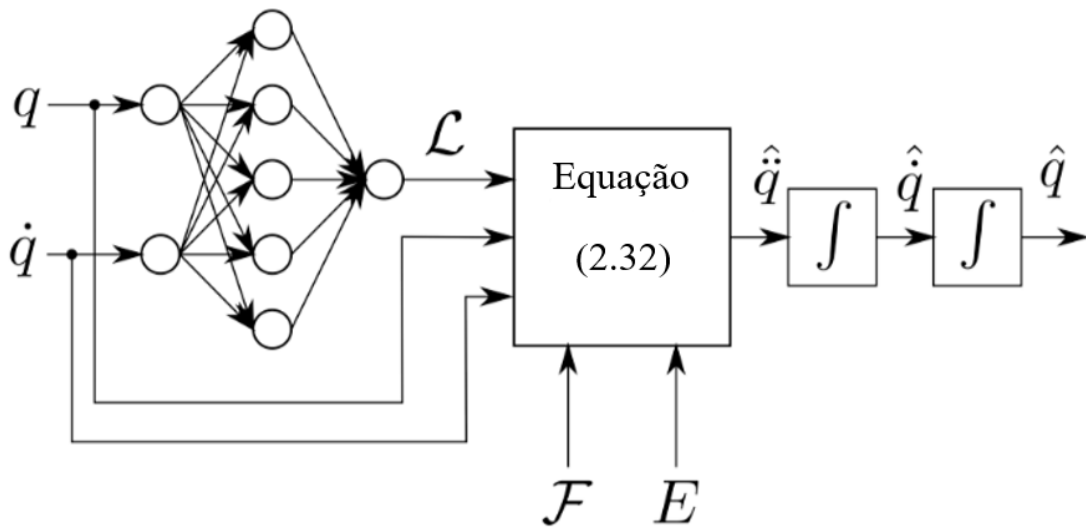 q
q̇
ℒ
Equação
(2.32)
ℱ
E
q̈̂
∫
q̇̂
∫
q̂